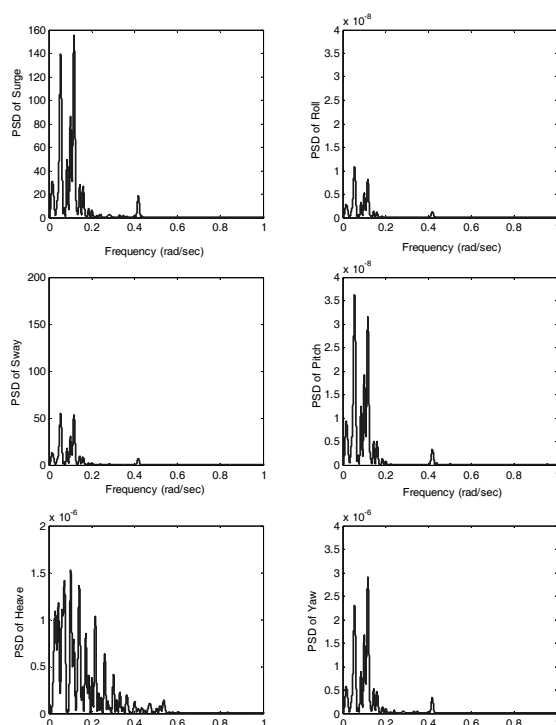 160
140
120
100
80
60
40
20
0
PSD of Surge
0 0.2 0.4 0.6 0.8 1
Frequency (rad/sec)
x 10-8
4
3.5
3
2.5
2
1.5
1
0.5
0
PSD of Roll
0 0.2 0.4 0.6 0.8 1
Frequency (rad/sec)
200
150
100
50
0
PSD of Sway
0 0.2 0.4 0.6 0.8 1
Frequency (rad/sec)
x 10-8
4
3.5
3
2.5
2
1.5
1
0.5
0
PSD of Pitch
0 0.2 0.4 0.6 0.8 1
Frequency (rad/sec)
x 10-6
2
1.5
1
0.5
0
PSD of Heave
0 0.2 0.4 0.6 0.8 1
x 10-6
4
3.5
3
2.5
2
1.5
1
0.5
0
PSD of Yaw
0 0.2 0.4 0.6 0.8 1